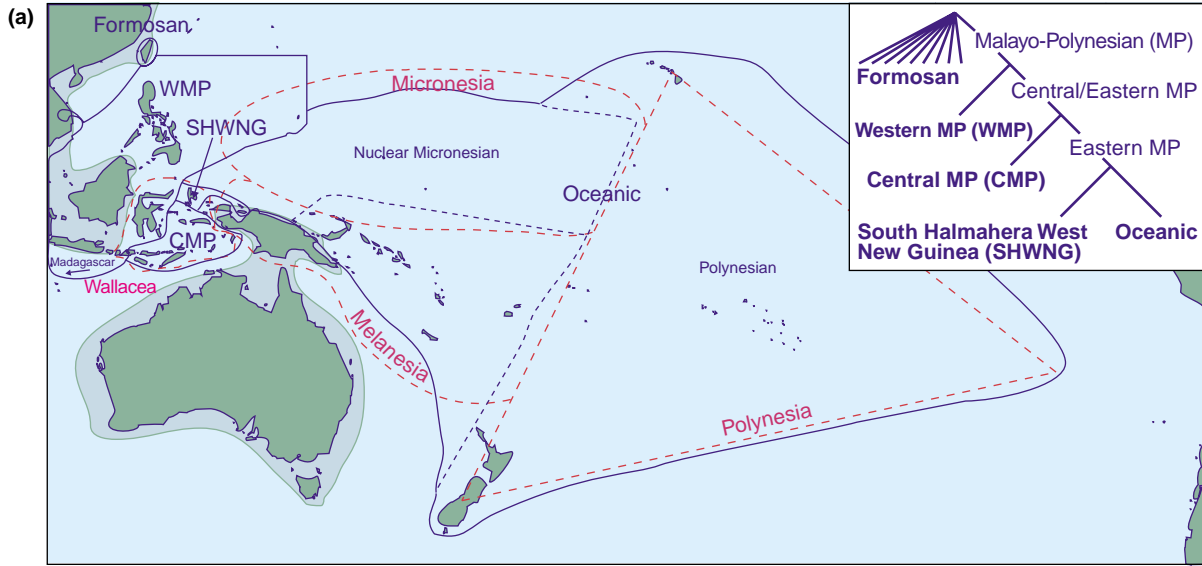 (a)
Formosan
WMP
SHWNG
Micronesia
Nuclear Micronesian
Oceanic
CMP
Madagascar
Wallacea
Melanesia
Polynesian
Polynesia
Malayo-Polynesian (MP)
Formosan
Central/Eastern MP
Western MP (WMP)
Eastern MP
Central MP (CMP)
South Halmahera West
New Guinea (SHWNG)
Oceanic